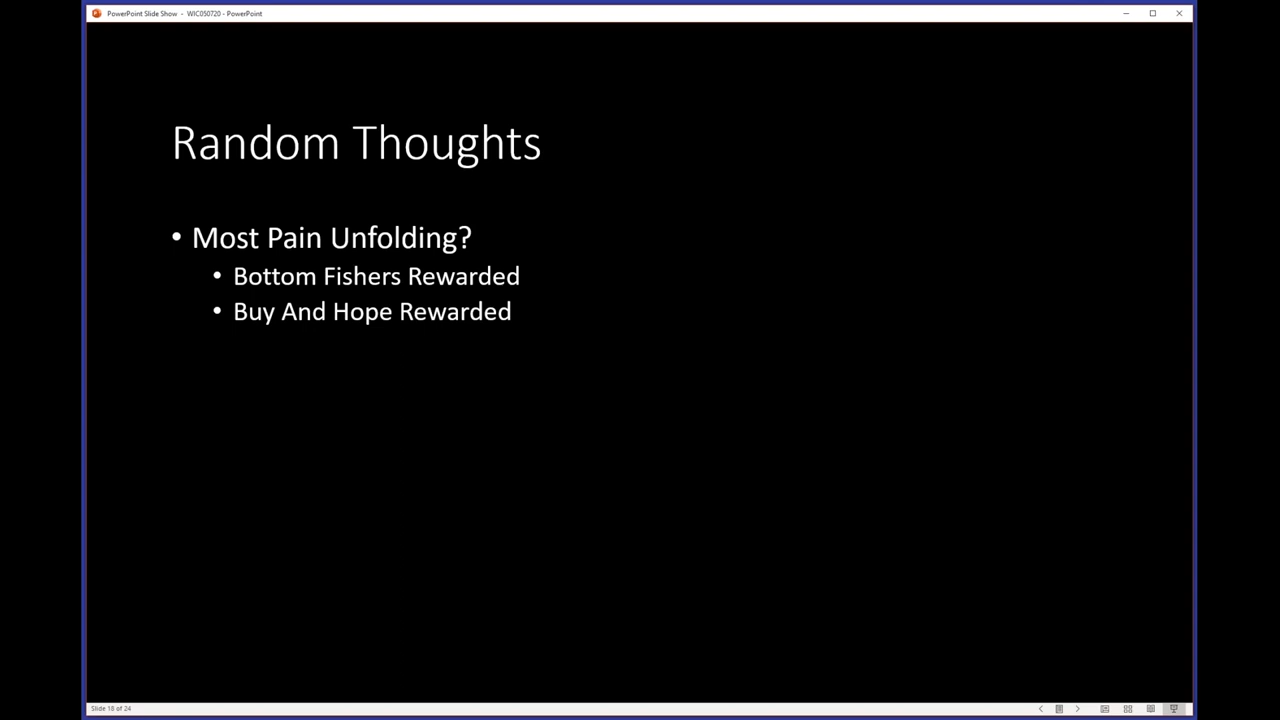 PowerPoint Slide Show - WIC050720 - PowerPoint
Random Thoughts
• Most Pain Unfolding?
• Bottom Fishers Rewarded
• Buy And Hope Rewarded
Slide 18 of 24